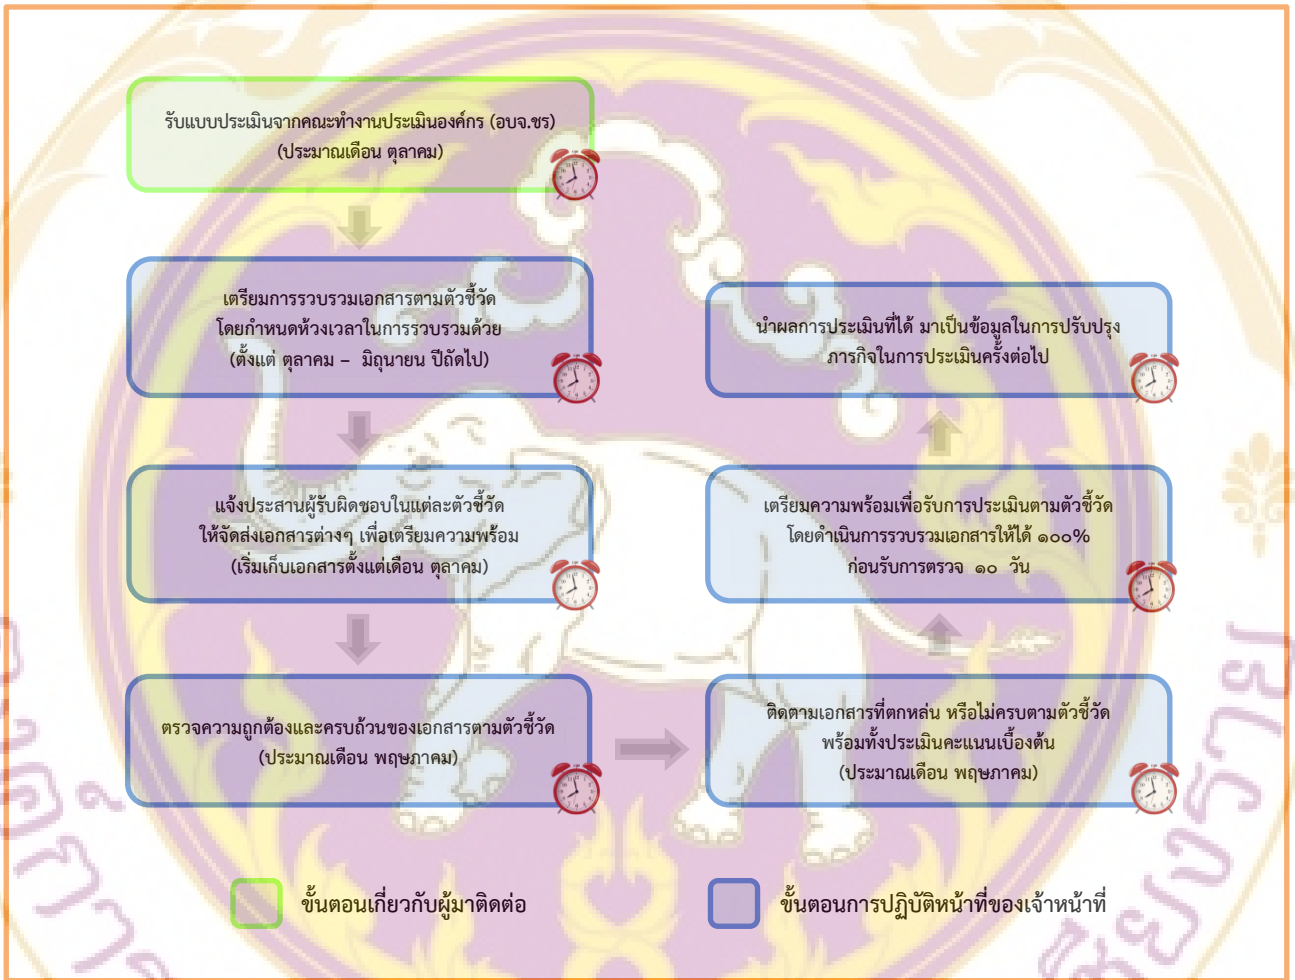 รับแบบประเมินจากคณะทำงานประเมินองค์กร (อบจ.ชร)
(ประมาณเดือน ตุลาคม)
เตรียมการรวบรวมเอกสารตามตัวชี้วัด
โดยกำหนดห้วงเวลาในการรวบรวมด้วย
(ตั้งแต่ ตุลาคม – มิถุนายน ปีถัดไป)
แจ้งประสานผู้รับผิดชอบในแต่ละตัวชี้วัด
ให้จัดส่งเอกสารต่างๆ เพื่อเตรียมความพร้อม
(เริ่มเก็บเอกสารตั้งแต่เดือน ตุลาคม)
ตรวจความถูกต้องและครบถ้วนของเอกสารตามตัวชี้วัด
(ประมาณเดือน พฤษภาคม)
ติดตามเอกสารที่ตกหล่น หรือไม่ครบตามตัวชี้วัด
พร้อมทั้งประเมินคะแนนเบื้องต้น
(ประมาณเดือน พฤษภาคม)
เตรียมความพร้อมเพื่อรับการประเมินตามตัวชี้วัด
โดยดำเนินการรวบรวมเอกสารให้ได้ ๑๐๐%
ก่อนรับการตรวจ ๑๐ วัน
นำผลการประเมินที่ได้ มาเป็นข้อมูลในการปรับปรุง
ภารกิจในการประเมินครั้งต่อไป
ขั้นตอนเกี่ยวกับผู้มาติดต่อ
ขั้นตอนการปฏิบัติหน้าที่ของเจ้าหน้าที่